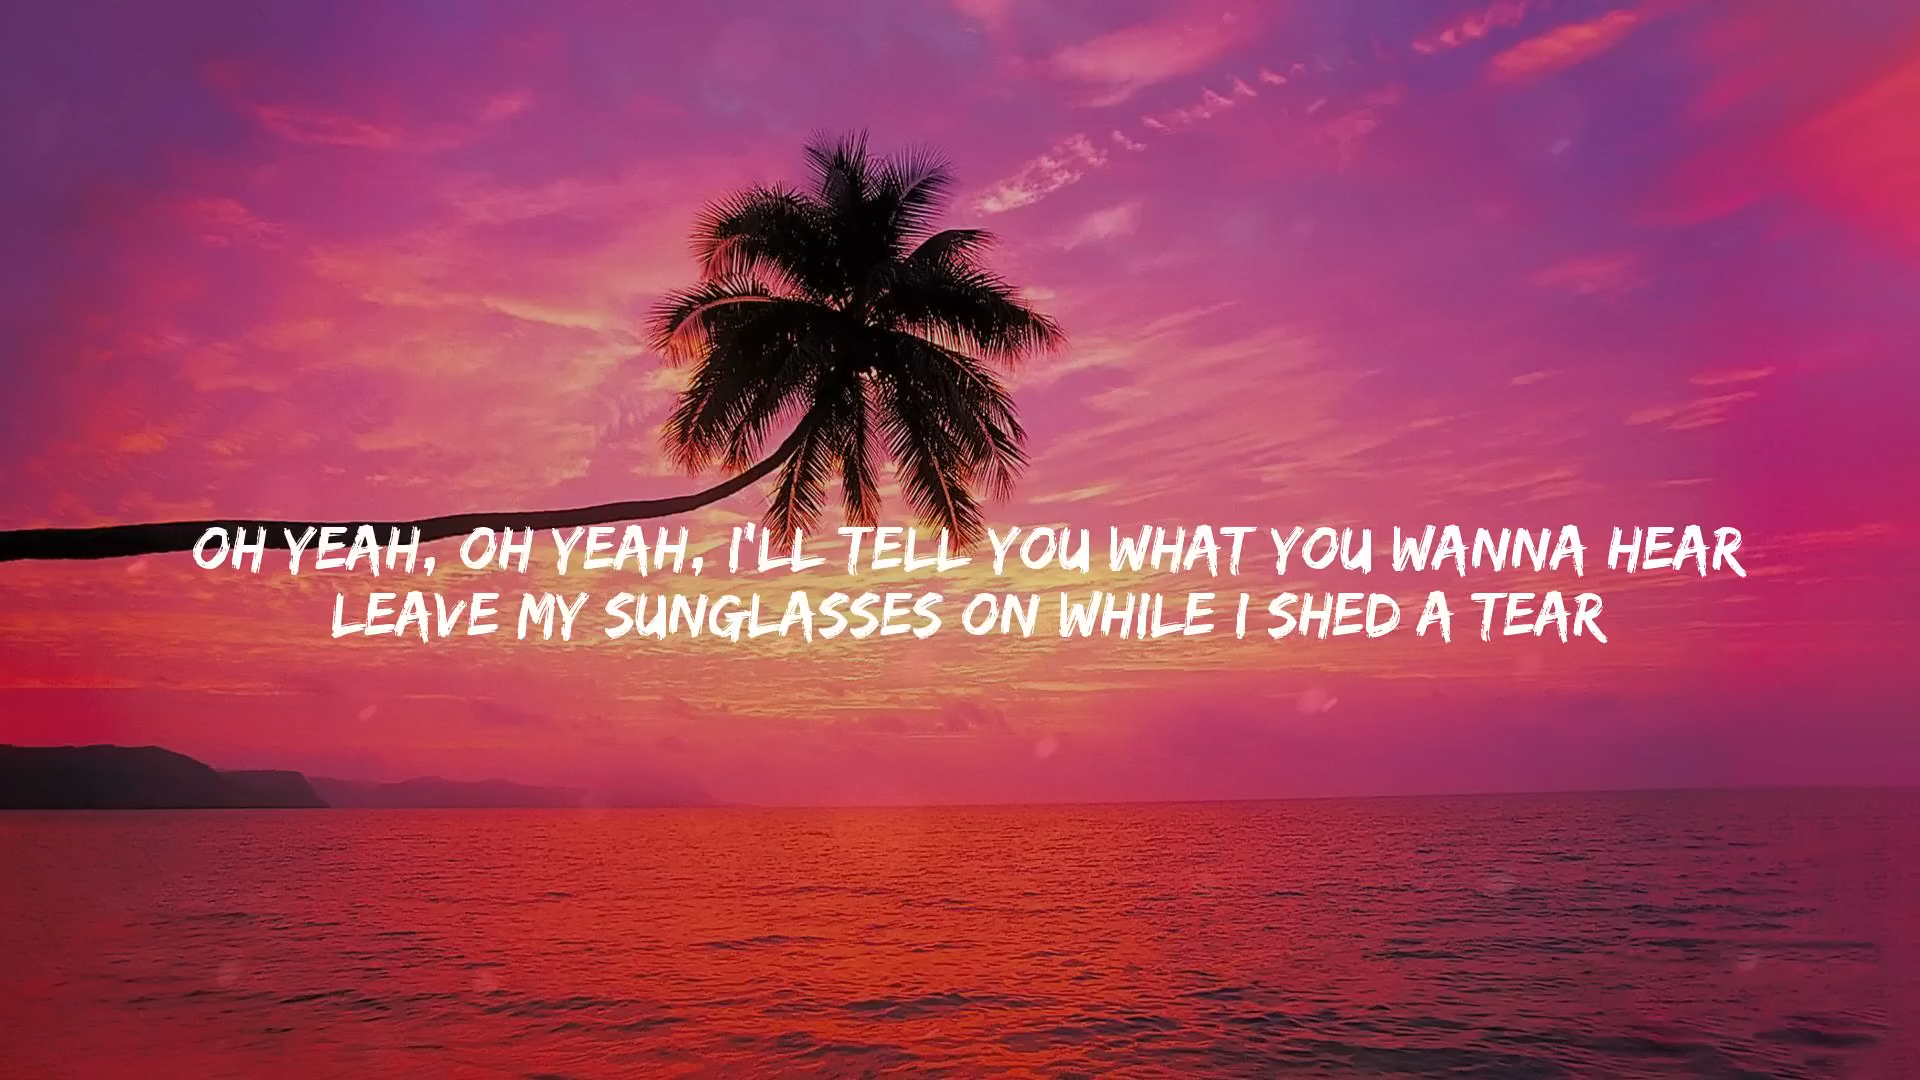 OH YEAH, OH YEAH, I'LL TELL YOU WHAT YOU WANNA HEAR
LEAVE MY SUNGLASSES ON WHILE I SHED A TEAR